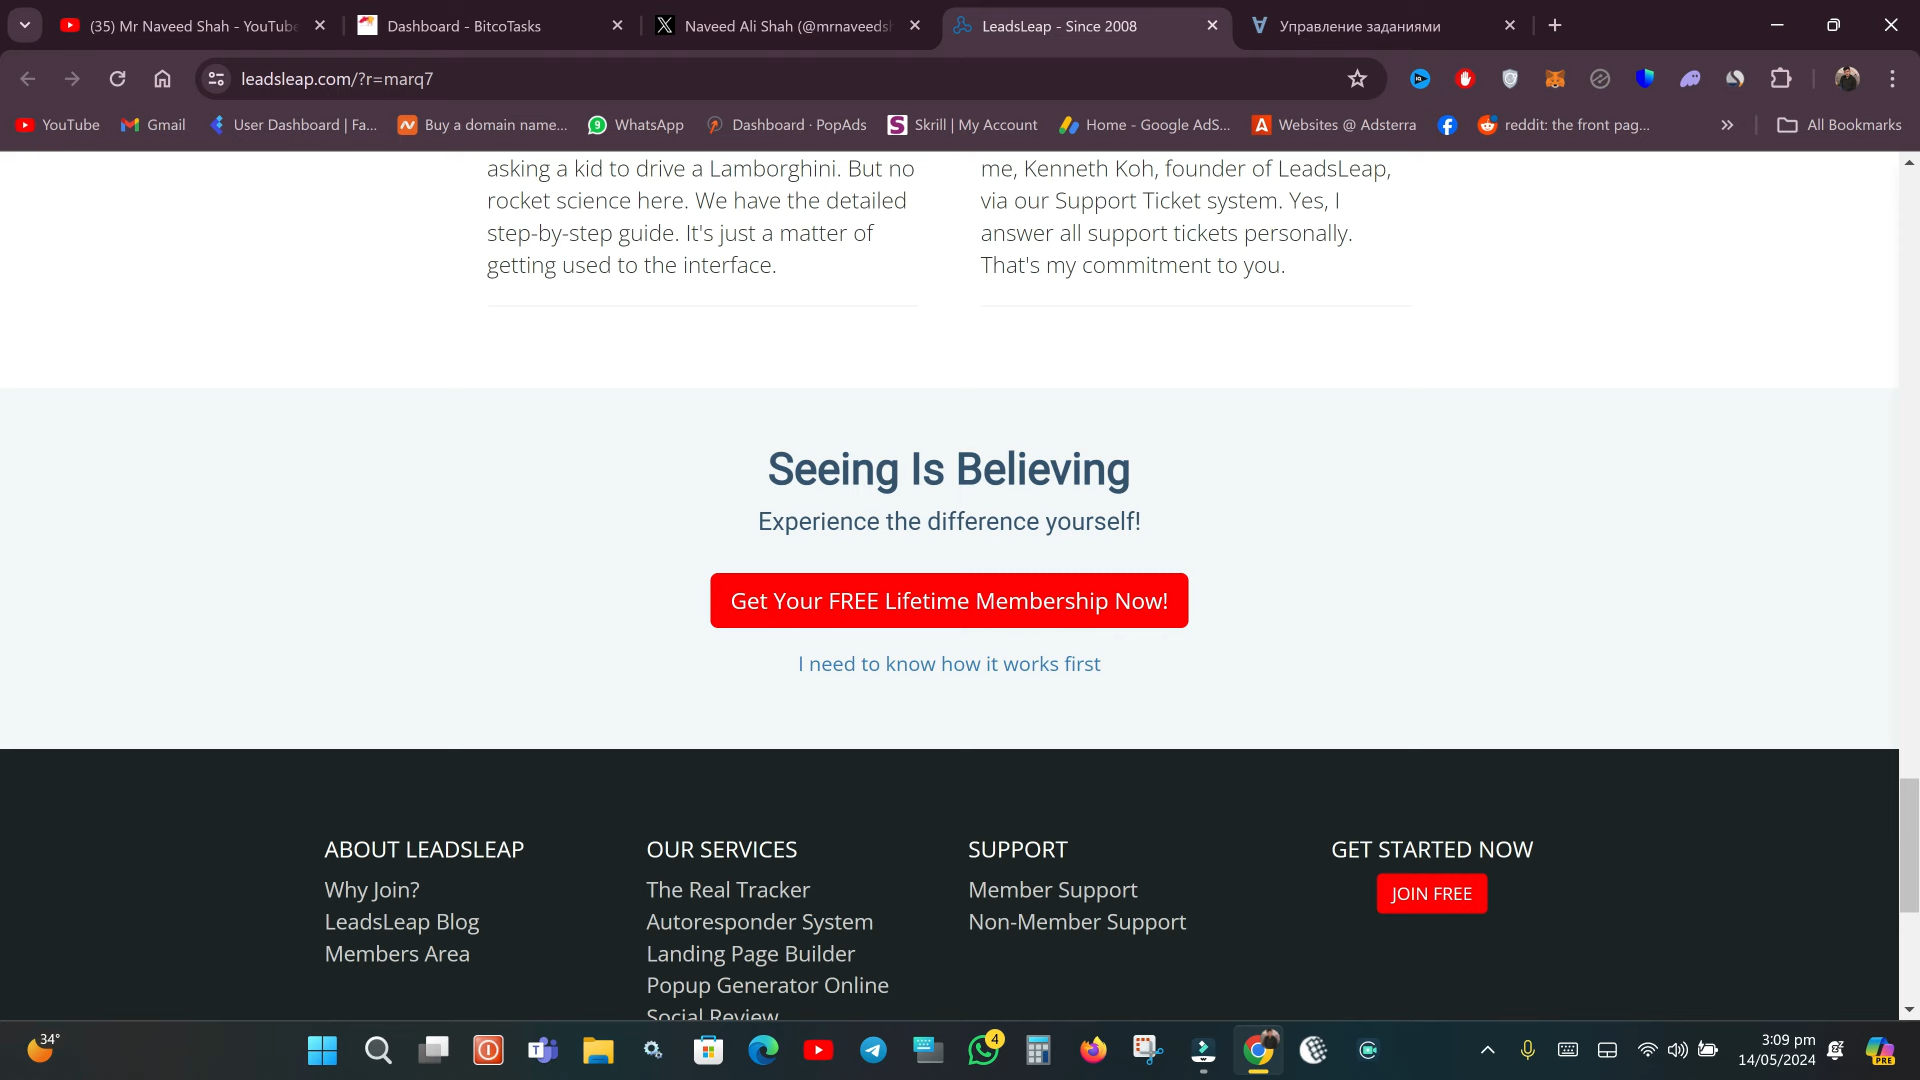 (35) Mr Naveed Shah - YouTube
Dashboard - BitcoTasks
Naveed Ali Shah (@mrnaveedsh
LeadsLeap - Since 2008
Управление заданиями
leadsleap.com/?r=marq7
YouTube
Gmail
User Dashboard | Fa...
Buy a domain name...
WhatsApp
Dashboard · PopAds
Skrill | My Account
Home - Google AdS...
Websites @ Adsterra
reddit: the front pag...
All Bookmarks
asking a kid to drive a Lamborghini. But no
rocket science here. We have the detailed
step-by-step guide. It's just a matter of
getting used to the interface.
me, Kenneth Koh, founder of LeadsLeap,
via our Support Ticket system. Yes, I
answer all support tickets personally.
That's my commitment to you.
Seeing Is Believing
Experience the difference yourself!
Get Your FREE Lifetime Membership Now!
I need to know how it works first
ABOUT LEADSLEAP
Why Join?
LeadsLeap Blog
Members Area
OUR SERVICES
The Real Tracker
Autoresponder System
Landing Page Builder
Popup Generator Online
Social Review
SUPPORT
Member Support
Non-Member Support
GET STARTED NOW
JOIN FREE
34°
4
3:09 pm
14/05/2024
PRE